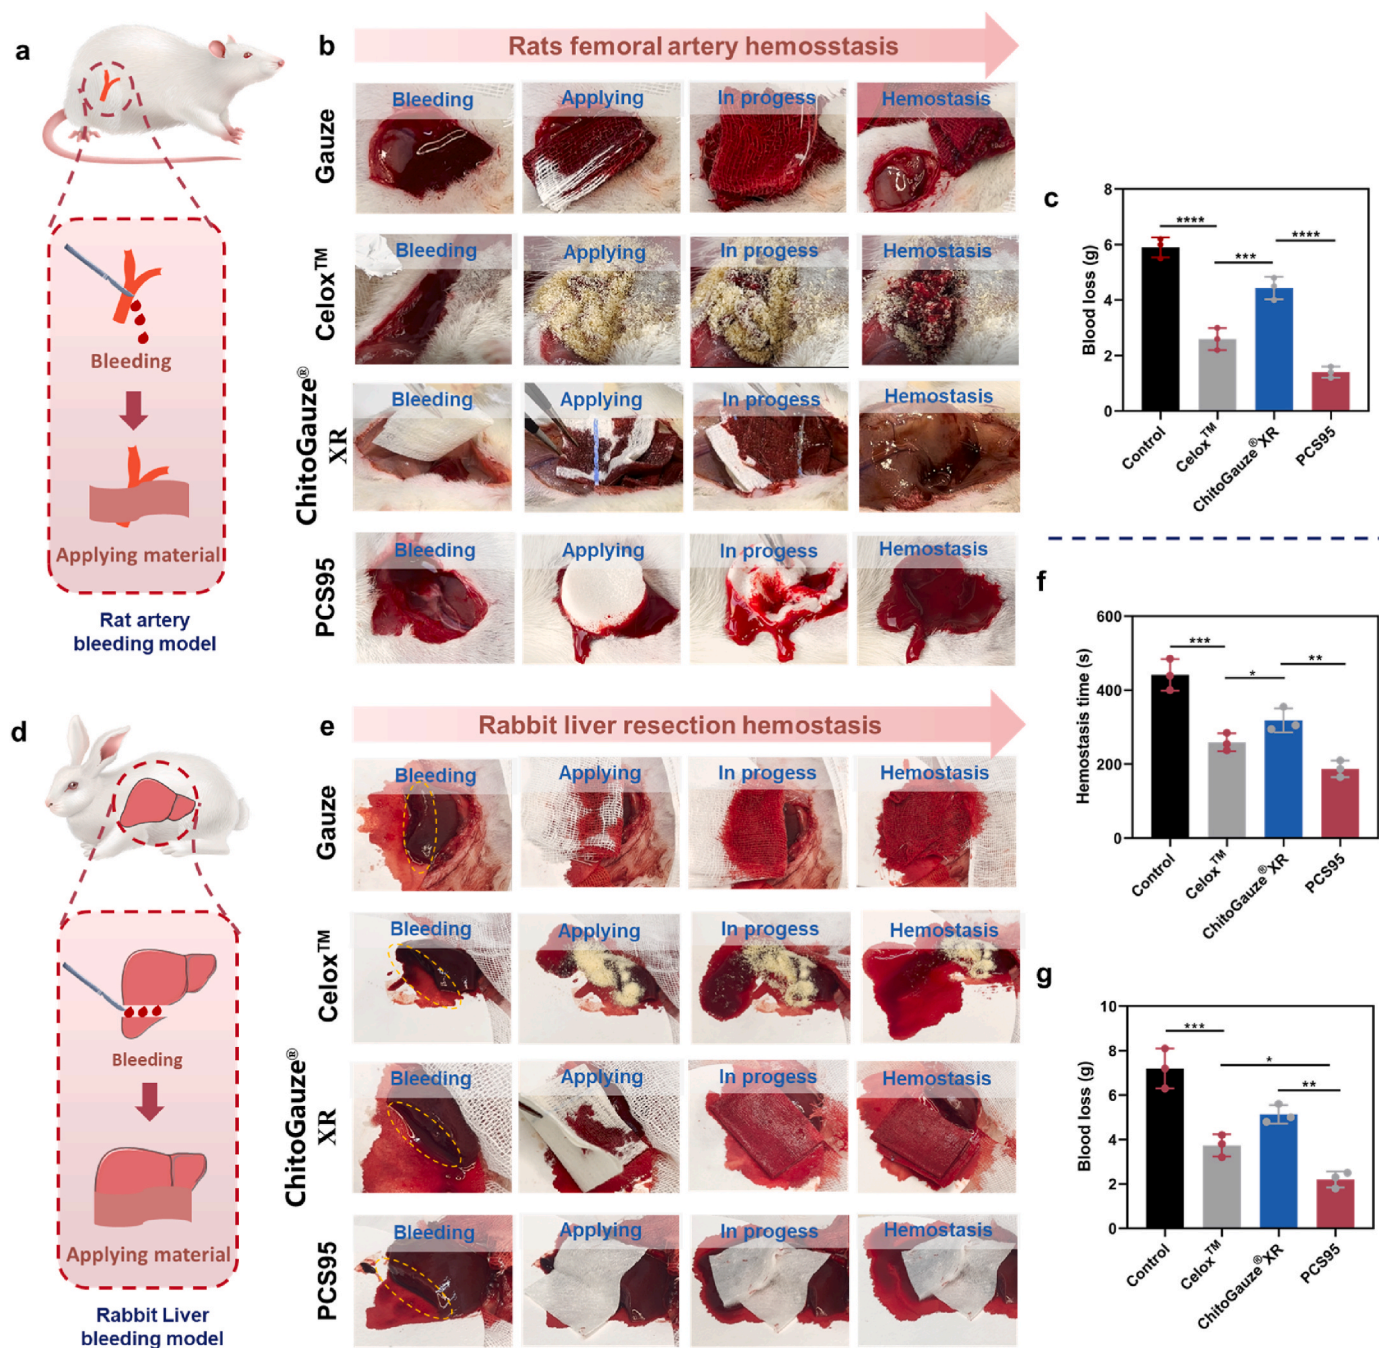 a
Bleeding
Applying material
Rat artery
bleeding model
b
Rats femoral artery hemosstasis
Gauze
Bleeding
Applying
In progess
Hemostasis
Celox™
Bleeding
Applying
In progess
Hemostasis
ChitoGauze®
XR
Bleeding
Applying
In progess
Hemostasis
PCS95
Bleeding
Applying
In progess
Hemostasis
c
Blood loss (g)
8
6
4
2
0
****
***
****
Control
Celox™
ChitoGauze®XR
PCS95
d
Bleeding
Applying material
Rabbit Liver
bleeding model
e
Rabbit liver resection hemostasis
Gauze
Bleeding
Applying
In progess
Hemostasis
Celox™
Bleeding
Applying
In progess
Hemostasis
ChitoGauze®
XR
Bleeding
Applying
In progess
Hemostasis
PCS95
Bleeding
Applying
In progess
Hemostasis
f
Hemostasis time (s)
600
400
200
0
***
*
**
Control
Celox™
ChitoGauze®XR
PCS95
g
Blood loss (g)
10
8
6
4
2
0
***
*
**
Control
Celox™
ChitoGauze®XR
PCS95